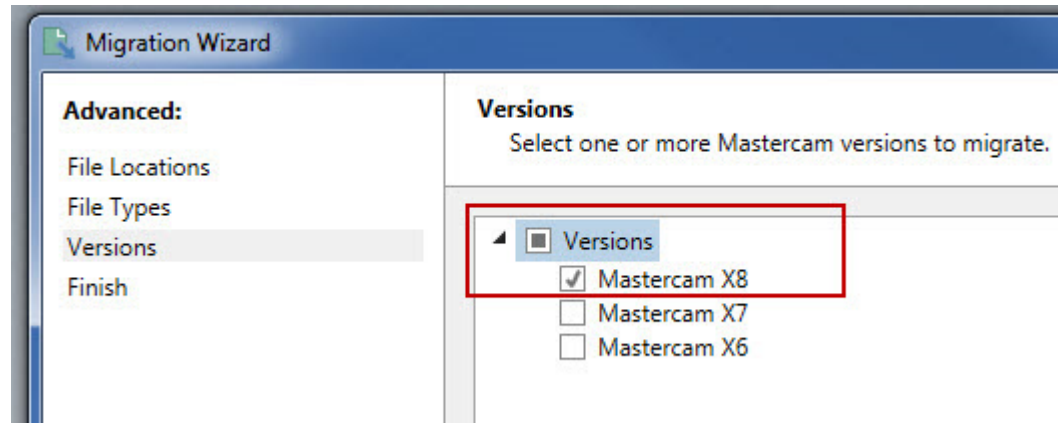 Migration Wizard
Advanced:
File Locations
File Types
Versions
Finish
Versions
Select one or more Mastercam versions to migrate.
Versions
Mastercam X8
Mastercam X7
Mastercam X6